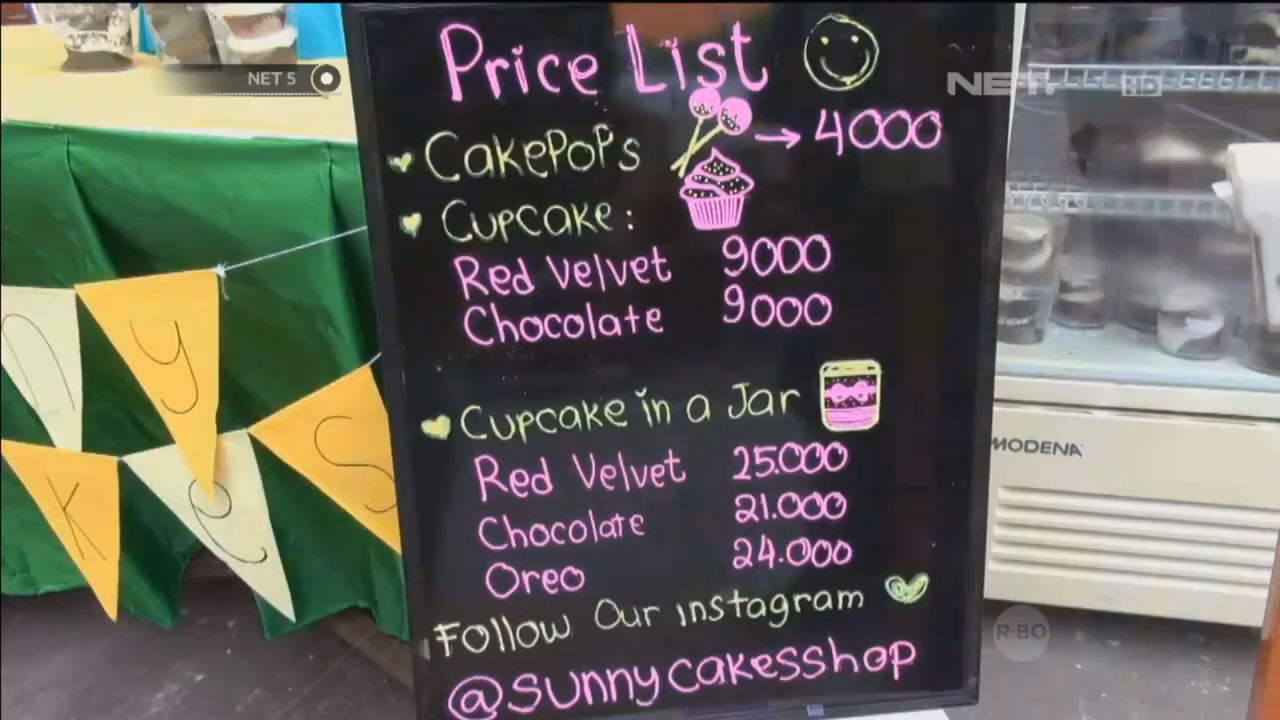 NET 5
NET. HD
Price List
CakePoPs → 4000
Cupcake:
Red Velvet 9000
Chocolate 9000
Cupcake in a Jar
Red Velvet 25.000
Chocolate 21.000
Oreo 24.000
Follow Our instagram
@sunnycakesshop
n y
K e S
MODENA
R-BO